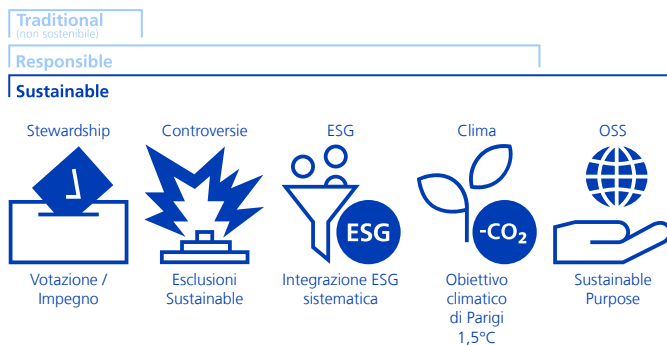 Traditional
(non sostenibile)
Responsible
Sustainable
Stewardship
Controversie
ESG
Clima
OSS
ESG
-CO₂
Votazione /
Impegno
Esclusioni
Sustainable
Integrazione ESG
sistematica
Obiettivo
climatico
di Parigi
1,5°C
Sustainable
Purpose